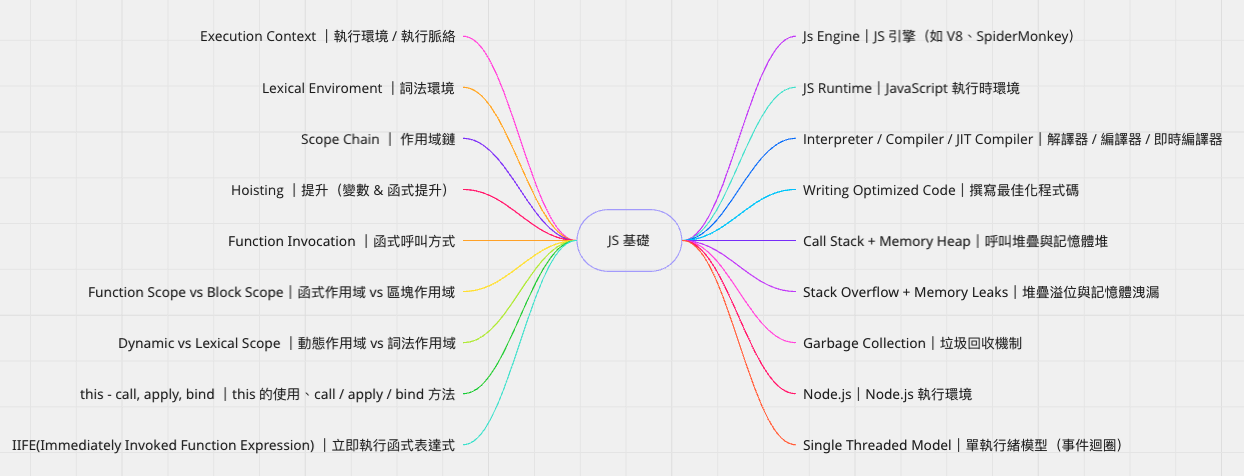 Execution Context ｜執行環境 / 執行脈絡
Lexical Enviroment ｜詞法環境
Scope Chain ｜ 作用域鏈
Hoisting ｜提升（變數 & 函式提升）
Function Invocation ｜函式呼叫方式
Function Scope vs Block Scope｜函式作用域 vs 區塊作用域
Dynamic vs Lexical Scope ｜動態作用域 vs 詞法作用域
this - call, apply, bind ｜this 的使用、call / apply / bind 方法
IIFE(Immediately Invoked Function Expression) ｜立即執行函式表達式
JS 基礎
Js Engine｜JS 引擎（如 V8、SpiderMonkey）
JS Runtime｜JavaScript 執行時環境
Interpreter / Compiler / JIT Compiler｜解譯器 / 編譯器 / 即時編譯器
Writing Optimized Code｜撰寫最佳化程式碼
Call Stack + Memory Heap｜呼叫堆疊與記憶體堆
Stack Overflow + Memory Leaks｜堆疊溢位與記憶體洩漏
Garbage Collection｜垃圾回收機制
Node.js｜Node.js 執行環境
Single Threaded Model｜單執行緒模型（事件迴圈）